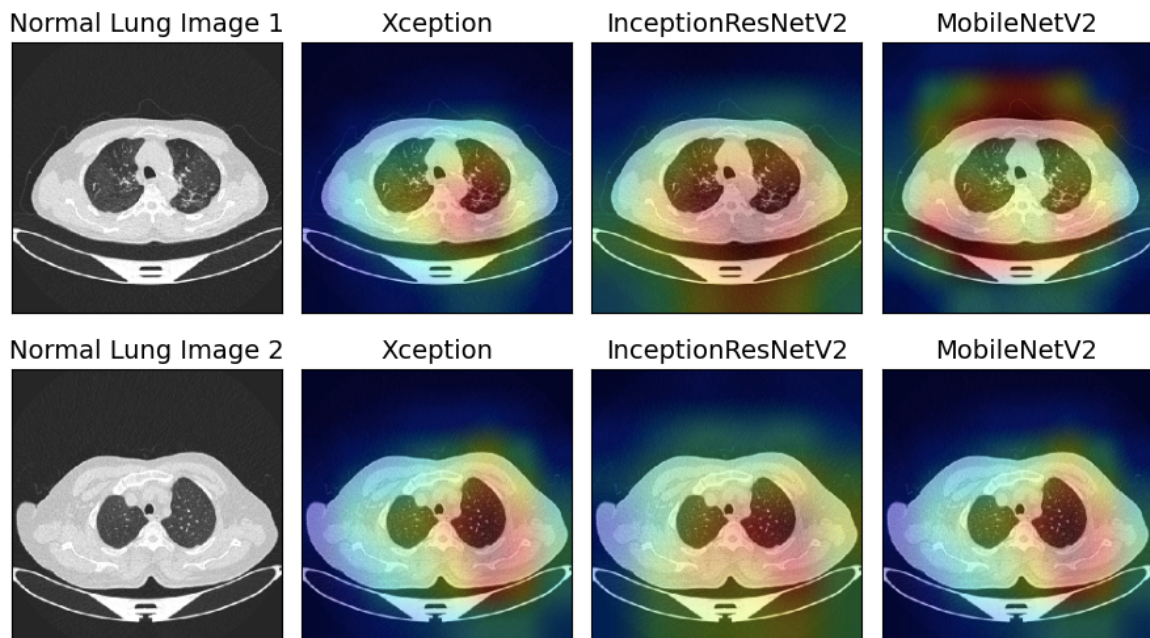 Normal Lung Image 1 Xception InceptionResNetV2 MobileNetV2
Normal Lung Image 2 Xception InceptionResNetV2 MobileNetV2